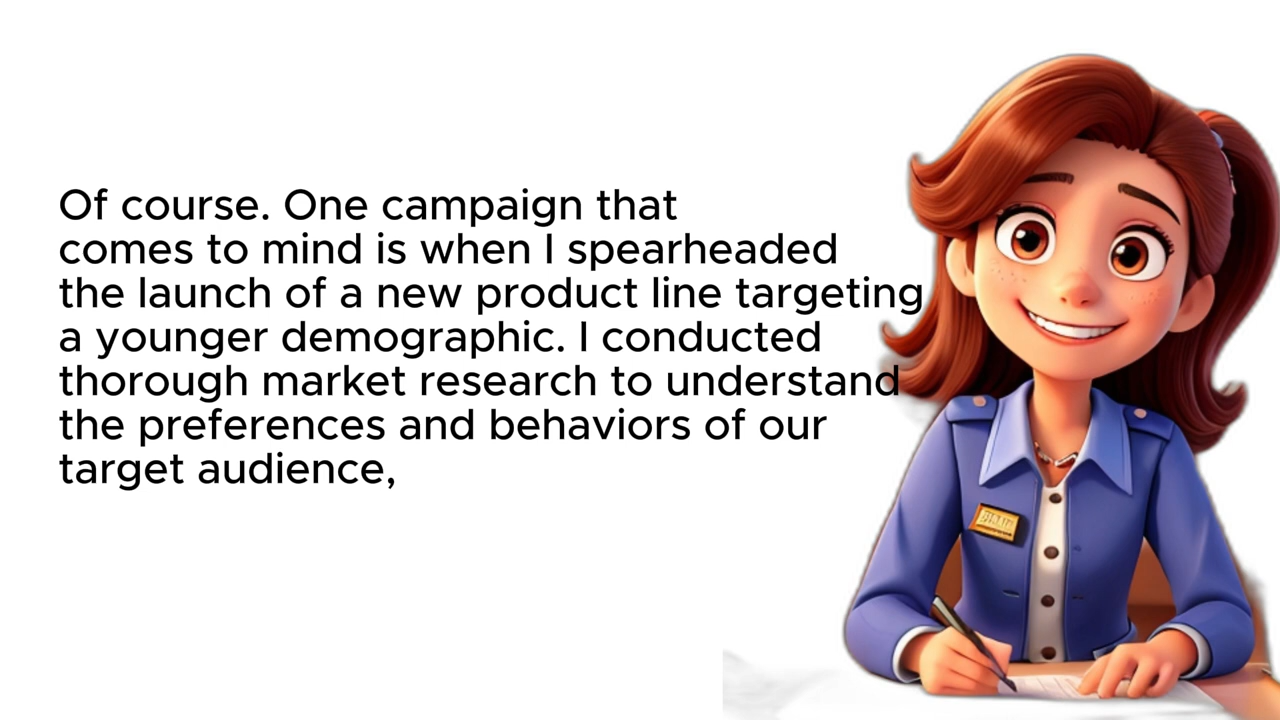 Of course. One campaign that
comes to mind is when I spearheaded
the launch of a new product line targeting
a younger demographic. I conducted
thorough market research to understand
the preferences and behaviors of our
target audience,